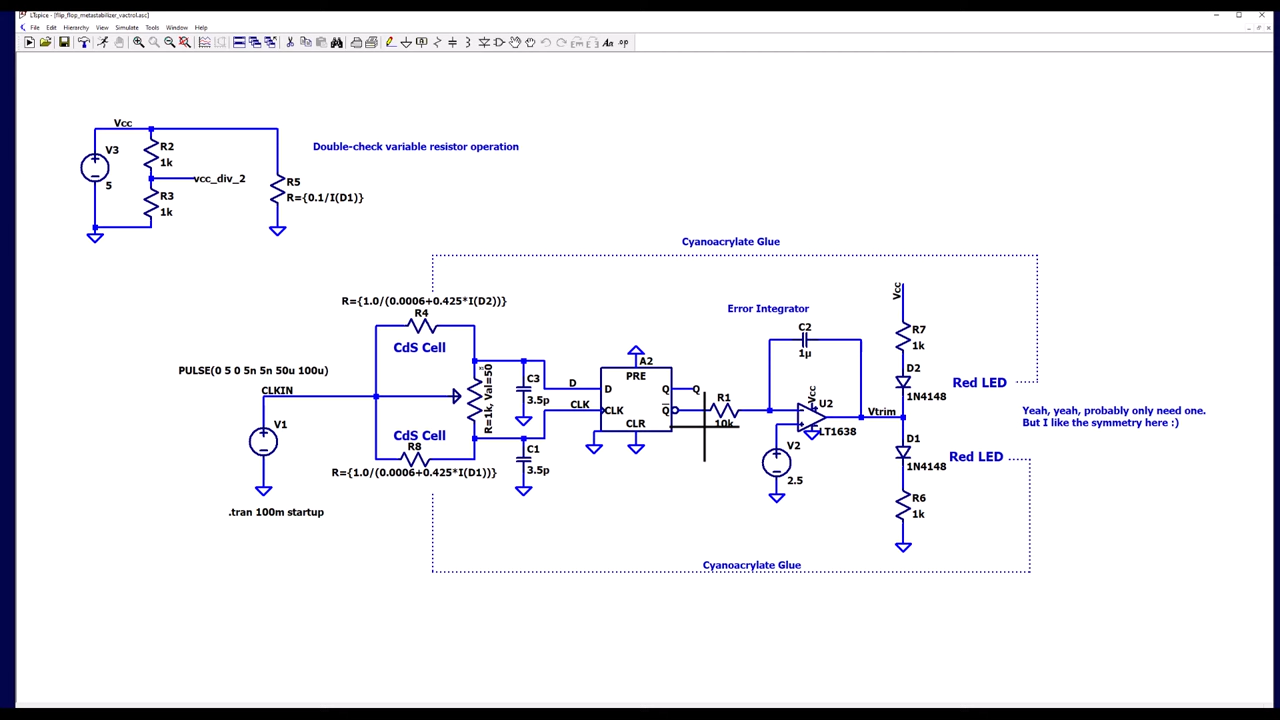 LTspice - [flip_flop_metastabilizer_vactrol.asc]
File Edit Hierarchy View Simulate Tools Window Help
Vcc
V3
5
R2
1k
vcc_div_2
R3
1k
R5
R={0.1/I(D1)}
Double-check variable resistor operation
Cyanoacrylate Glue
R={1.0/(0.0006+0.425*I(D2))}
R4
CdS Cell
PULSE(0 5 0 5n 5n 50u 100u)
CLKIN
V1
.tran 100m startup
R=1k, Val=50
CdS Cell
R8
R={1.0/(0.0006+0.425*I(D1))}
C3
3.5p
C1
3.5p
D
CLK
A2
PRE
D
Q
Q
CLK
Q
CLR
R1
10k
Error Integrator
C2
1µ
Vcc
U2
LT1638
V2
2.5
Vtrim
Vcc
R7
1k
D2
1N4148
Red LED
D1
1N4148
Red LED
R6
1k
Yeah, yeah, probably only need one.
But I like the symmetry here :)
Cyanoacrylate Glue